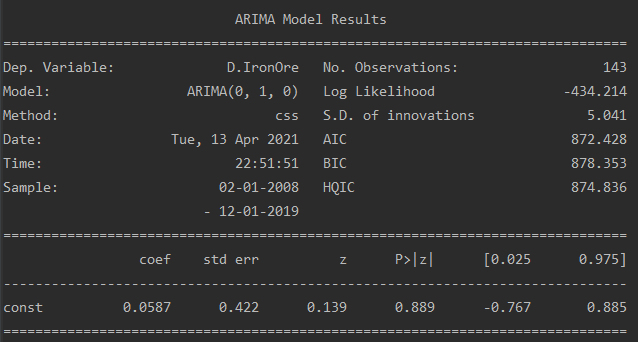 ARIMA Model Results
==============================================================================
Dep. Variable: D.IronOre No. Observations: 143
Model: ARIMA(0, 1, 0) Log Likelihood -434.214
Method: css S.D. of innovations 5.041
Date: Tue, 13 Apr 2021 AIC 872.428
Time: 22:51:51 BIC 878.353
Sample: 02-01-2008 HQIC 874.836
- 12-01-2019
==============================================================================
coef std err z P>|z| [0.025 0.975]
------------------------------------------------------------------------------
const 0.0587 0.422 0.139 0.889 -0.767 0.885
==============================================================================